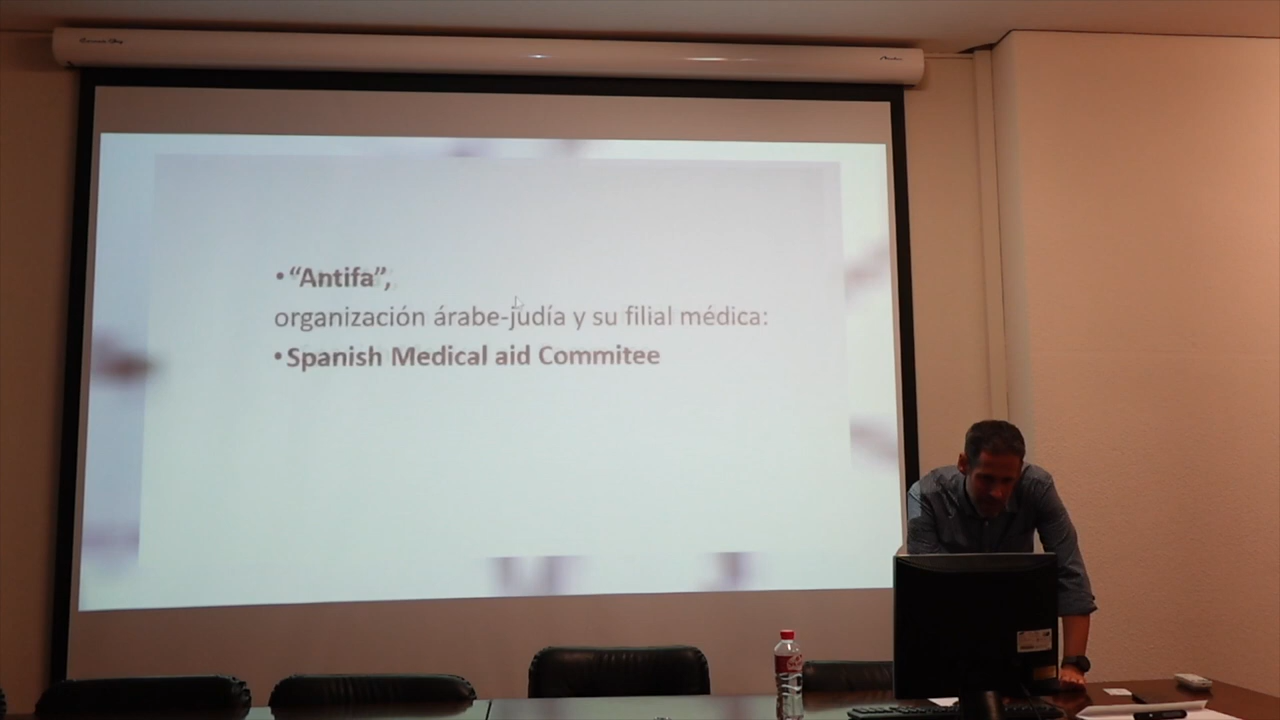 • “Antifa”,
organización árabe-judía y su filial médica:
• Spanish Medical aid Commitee